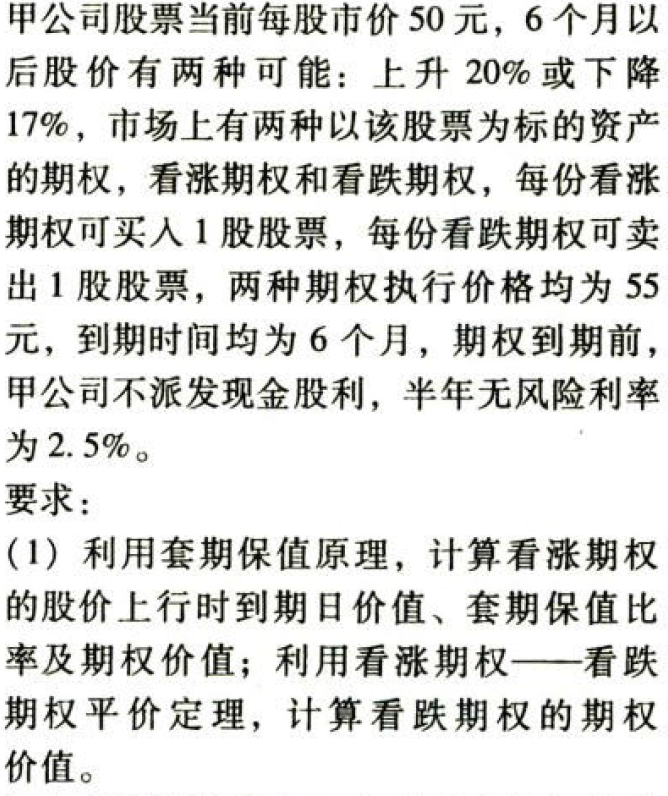 甲公司股票当前每股市价50元，6个月以
后股价有两种可能：上升20%或下降
17%，市场上有两种以该股票为标的资产
的期权，看涨期权和看跌期权，每份看涨
期权可买入1股股票，每份看跌期权可卖
出1股股票，两种期权执行价格均为55
元，到期时间均为6个月，期权到期前，
甲公司不派发现金股利，半年无风险利率
为2.5%。
要求：
（1）利用套期保值原理，计算看涨期权
的股价上行时到期日价值、套期保值比
率及期权价值；利用看涨期权——看跌
期权平价定理，计算看跌期权的期权
价值。